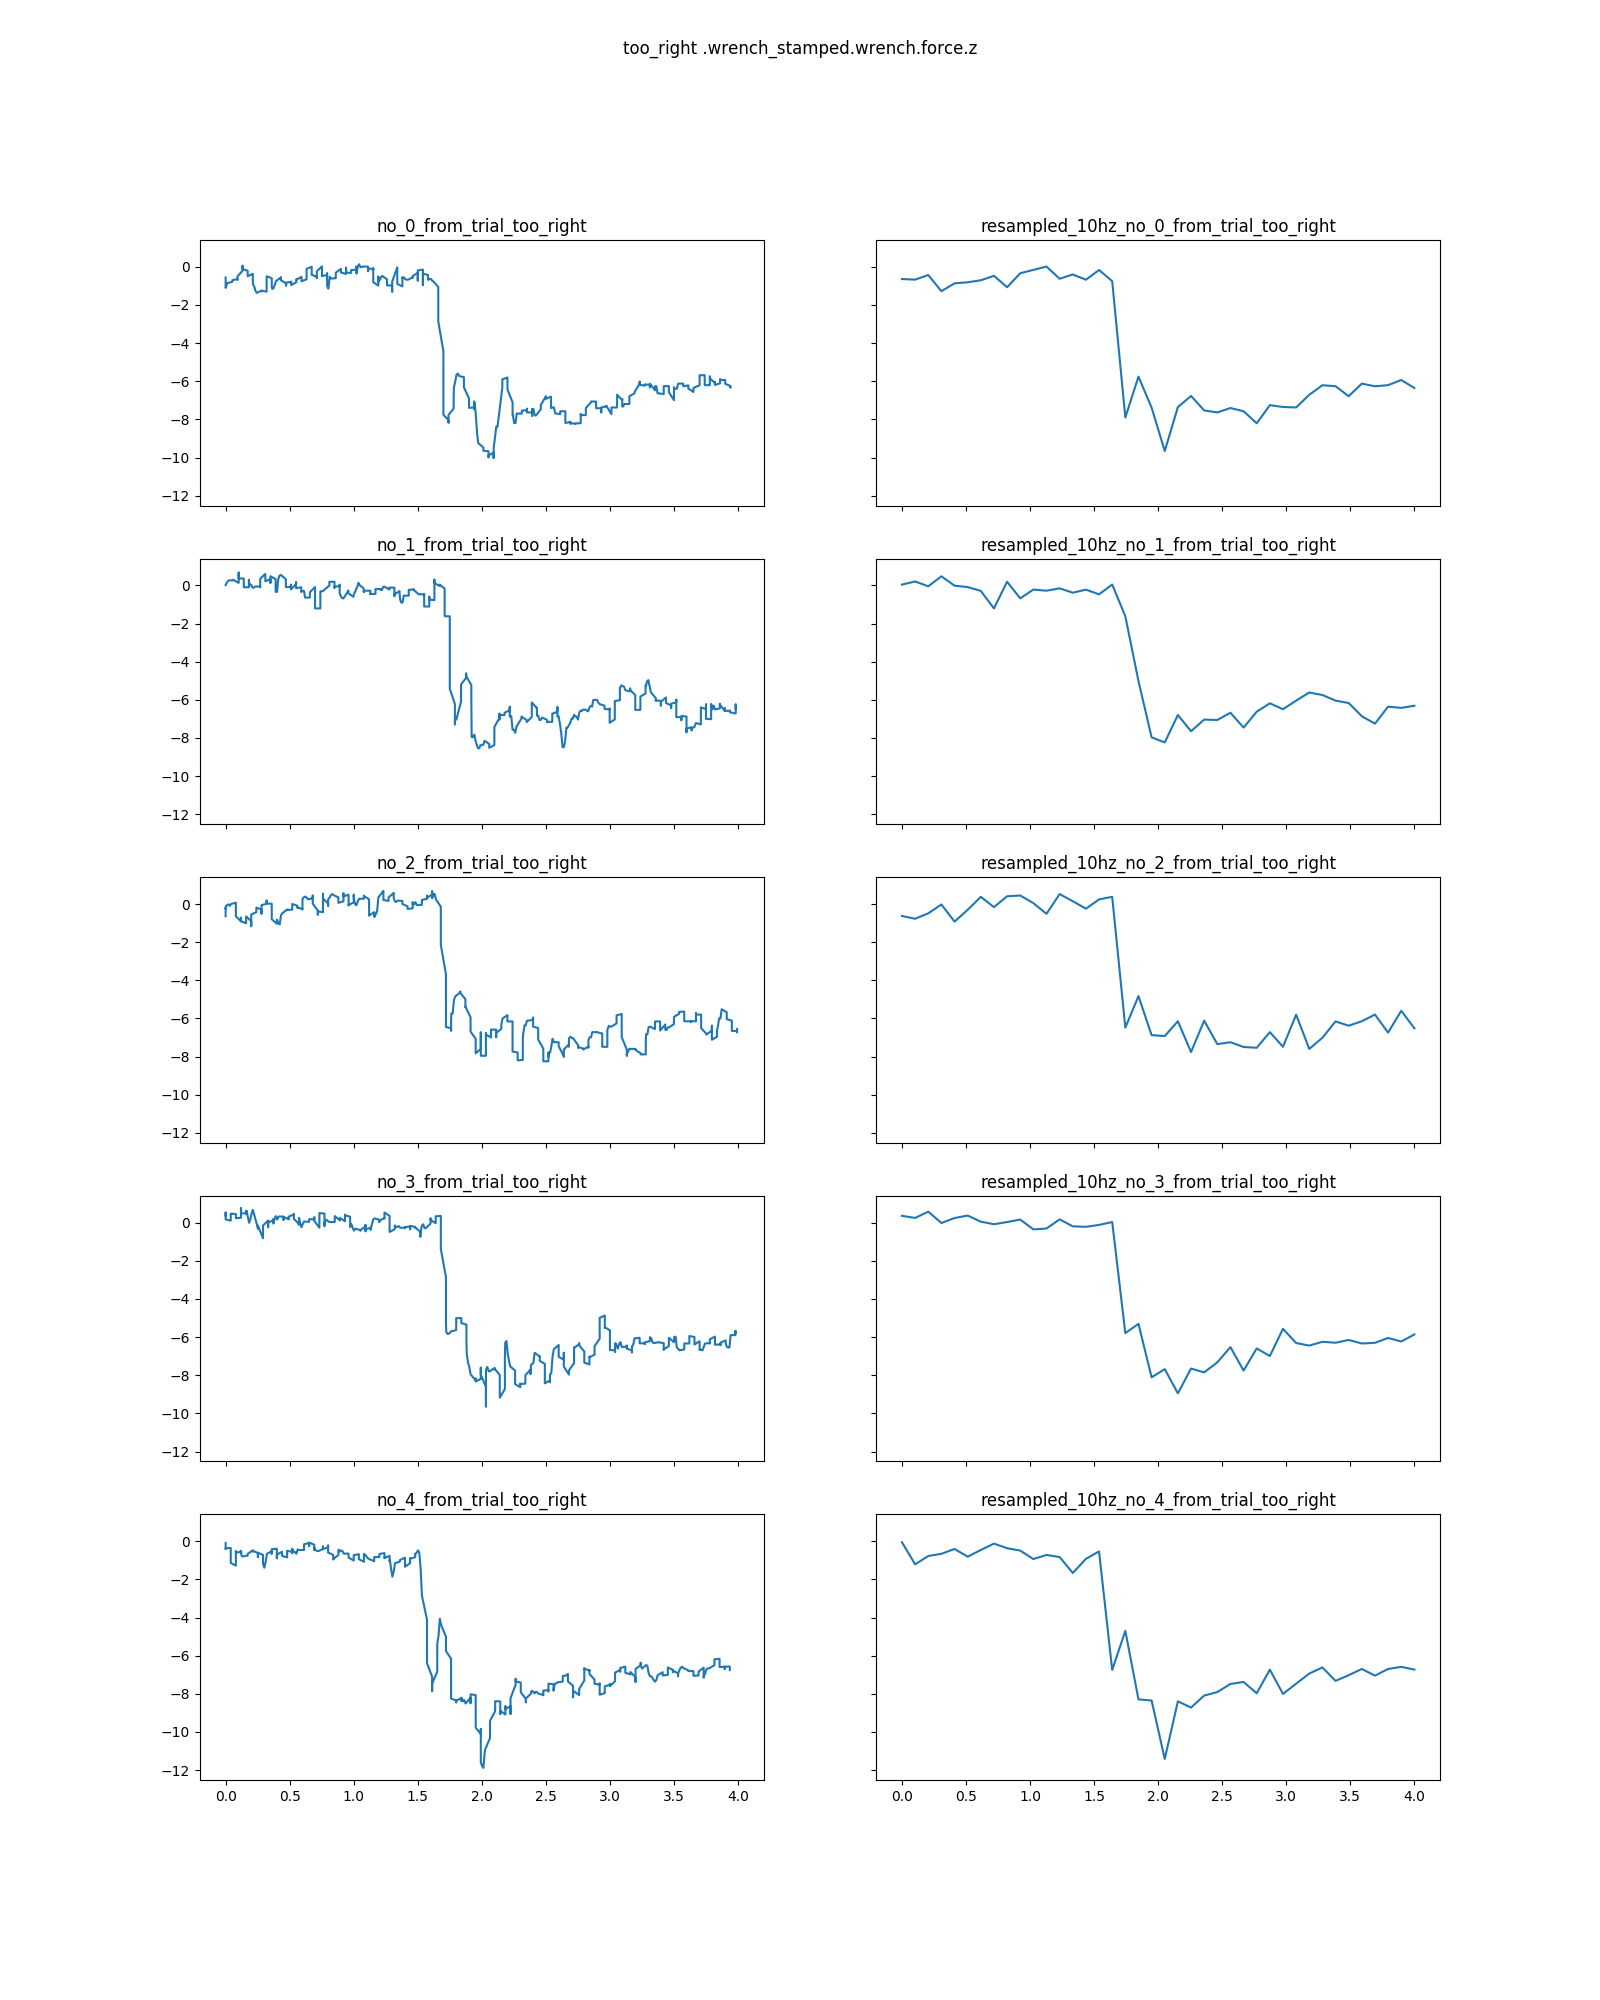 too_right .wrench_stamped.wrench.force.z
no_0_from_trial_too_right
resampled_10hz_no_0_from_trial_too_right
0
−2
−4
−6
−8
−10
−12
no_1_from_trial_too_right
resampled_10hz_no_1_from_trial_too_right
0
−2
−4
−6
−8
−10
−12
no_2_from_trial_too_right
resampled_10hz_no_2_from_trial_too_right
0
−2
−4
−6
−8
−10
−12
no_3_from_trial_too_right
resampled_10hz_no_3_from_trial_too_right
0
−2
−4
−6
−8
−10
−12
no_4_from_trial_too_right
resampled_10hz_no_4_from_trial_too_right
0
−2
−4
−6
−8
−10
−12
0.0 0.5 1.0 1.5 2.0 2.5 3.0 3.5 4.0
0.0 0.5 1.0 1.5 2.0 2.5 3.0 3.5 4.0